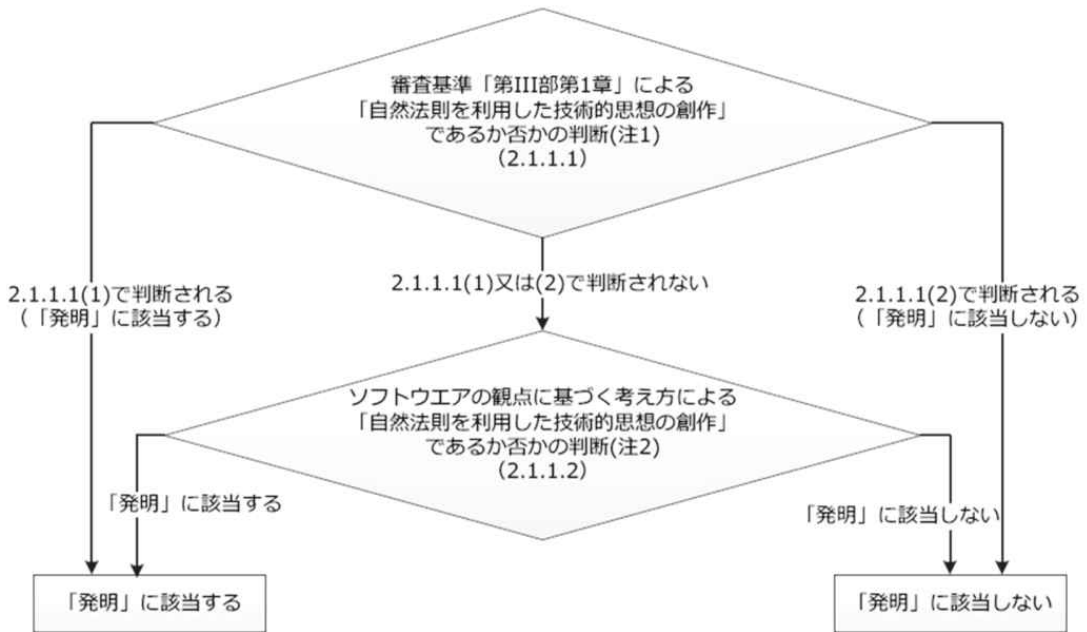 審査基準「第III部第1章」による
「自然法則を利用した技術的思想の創作」
であるか否かの判断(注1)
（2.1.1.1）
2.1.1.1(1)で判断される
（「発明」に該当する）
2.1.1.1(1)又は(2)で判断されない
2.1.1.1(2)で判断される
（「発明」に該当しない）
ソフトウエアの観点に基づく考え方による
「自然法則を利用した技術的思想の創作」
であるか否かの判断(注2)
（2.1.1.2）
「発明」に該当する
「発明」に該当しない
「発明」に該当する
「発明」に該当しない